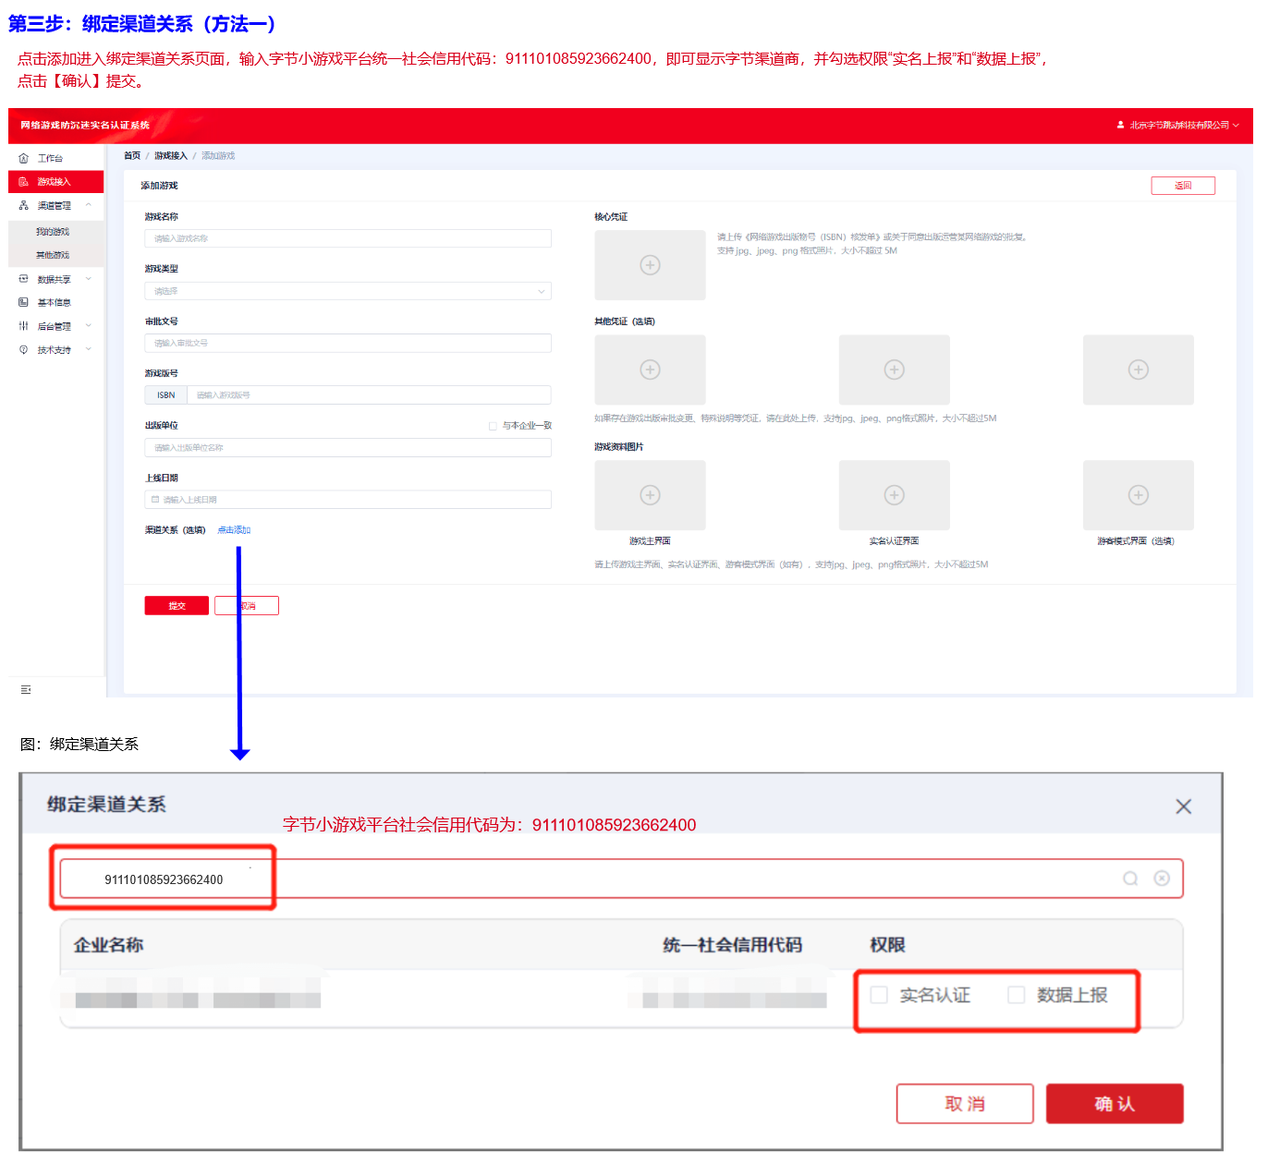 第三步：绑定渠道关系（方法一）
点击添加进入绑定渠道关系页面，输入字节小游戏平台统一社会信用代码：911101085923662400，即可显示字节渠道商，并勾选权限“实名上报”和“数据上报”，
点击【确认】提交。
网络游戏防沉迷实名认证系统
北京字节跳动科技有限公司
工作台
游戏接入
渠道管理
我的游戏
其他游戏
数据共享
基本信息
后台管理
技术支持
首页 / 游戏接入 / 添加游戏
添加游戏
返回
游戏名称
请输入游戏名称
游戏类型
请选择
审批文号
请输入审批文号
游戏版号
ISBN 请输入游戏版号
出版单位
与本企业一致
请输入出版单位名称
上线日期
请输入上线日期
渠道关系（选填） 点击添加
提交
取消
核心凭证
请上传《网络游戏出版物号（ISBN）核发单》或关于同意出版运营某网络游戏的批复。
支持 jpg、jpeg、png 格式照片，大小不超过 5M
其他凭证（选填）
如果存在游戏出版审批变更、特殊说明等凭证，请在此处上传，支持jpg、jpeg、png格式照片，大小不超过5M
游戏资料图片
游戏主界面
实名认证界面
游客模式界面（选填）
请上传游戏主界面、实名认证界面、游客模式界面（如有），支持jpg、jpeg、png格式照片，大小不超过5M
图：绑定渠道关系
绑定渠道关系
字节小游戏平台社会信用代码为：911101085923662400
911101085923662400
企业名称
统一社会信用代码
权限
实名认证
数据上报
取 消
确 认